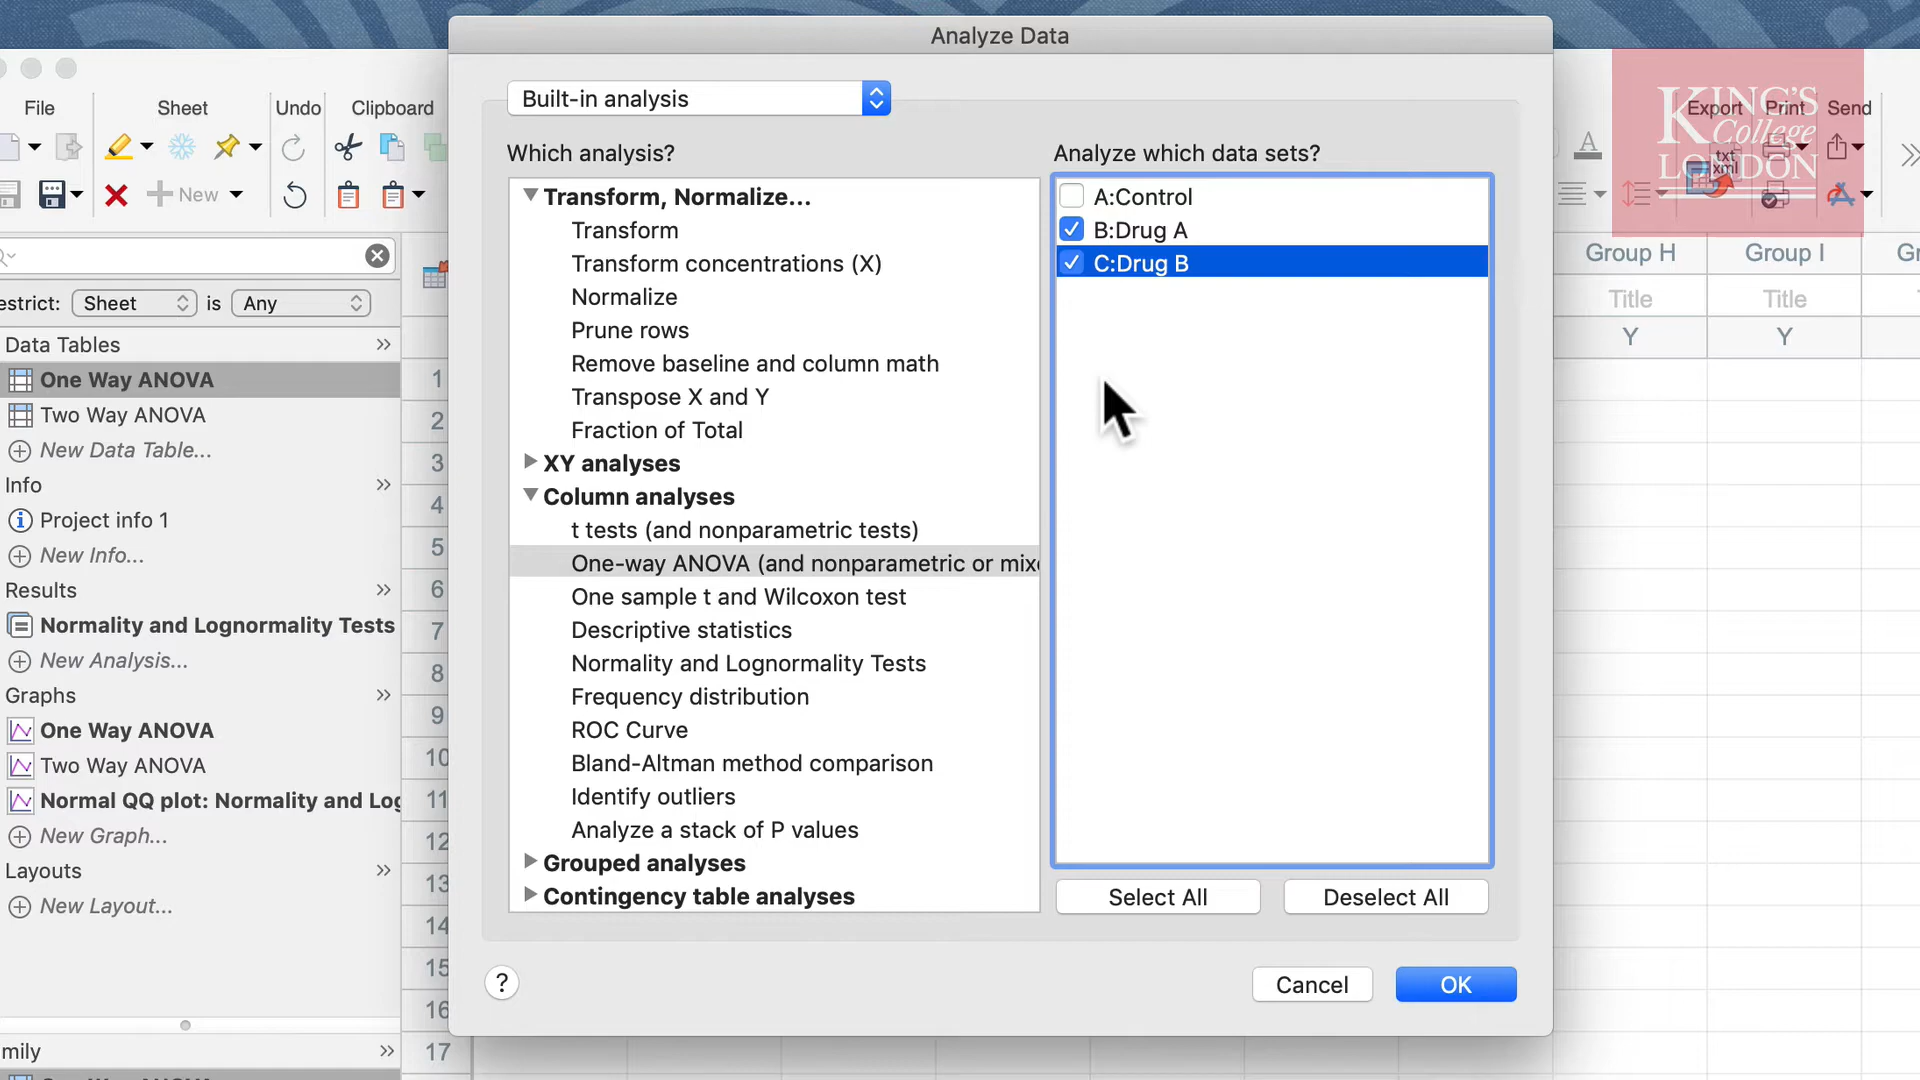 Analyze Data
File
Sheet
Undo
Clipboard
Export
Print
Send
KING'S
College
LONDON
txt
xml
New
Built-in analysis
Which analysis?
Transform, Normalize...
Transform
Transform concentrations (X)
Normalize
Prune rows
Remove baseline and column math
Transpose X and Y
Fraction of Total
XY analyses
Column analyses
t tests (and nonparametric tests)
One-way ANOVA (and nonparametric or mix
One sample t and Wilcoxon test
Descriptive statistics
Normality and Lognormality Tests
Frequency distribution
ROC Curve
Bland-Altman method comparison
Identify outliers
Analyze a stack of P values
Grouped analyses
Contingency table analyses
Analyze which data sets?
A:Control
B:Drug A
C:Drug B
Select All
Deselect All
?
Cancel
OK
estrict: Sheet is Any
Data Tables
One Way ANOVA
Two Way ANOVA
New Data Table...
Info
Project info 1
New Info...
Results
Normality and Lognormality Tests
New Analysis...
Graphs
One Way ANOVA
Two Way ANOVA
Normal QQ plot: Normality and Log
New Graph...
Layouts
New Layout...
mily
1
2
3
4
5
6
7
8
9
10
11
12
13
14
15
16
17
Group H
Group I
Title
Title
Y
Y